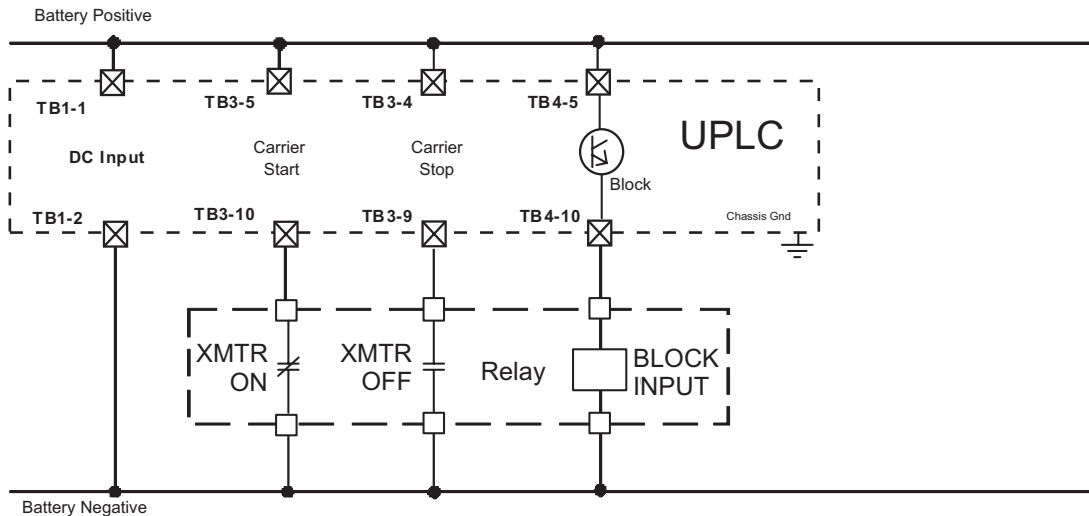 Battery Positive
TB1-1
TB3-5
TB3-4
TB4-5
UPLC
DC Input
Carrier
Start
Carrier
Stop
Block
TB1-2
TB3-10
TB3-9
TB4-10
Chassis Gnd
XMTR
ON
XMTR
OFF
Relay
BLOCK
INPUT
Battery Negative